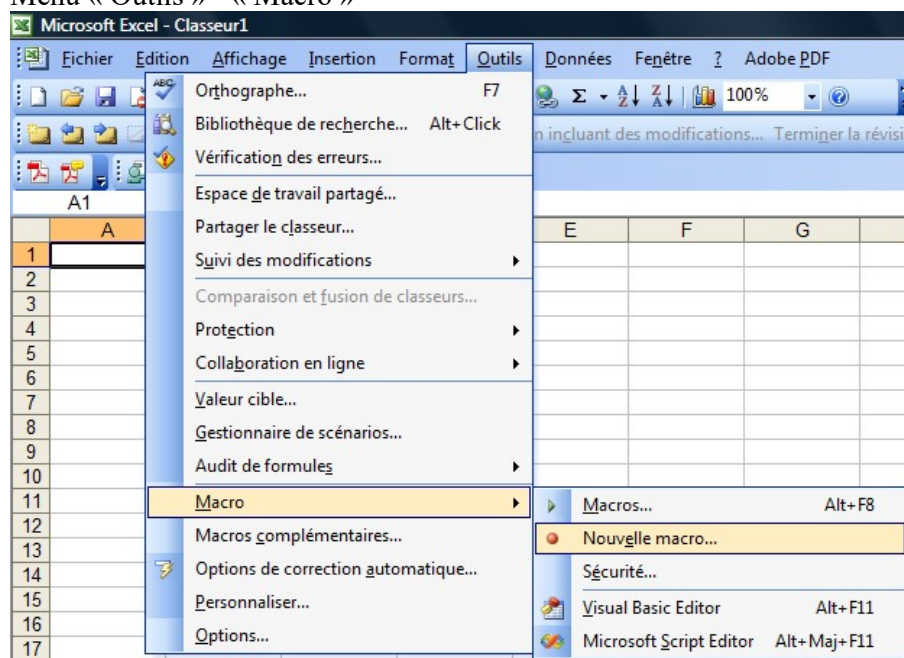 Menu « Outils » - « Macro »
Microsoft Excel - Classeur1
Fichier Edition Affichage Insertion Format Outils Données Fenêtre ? Adobe PDF
ABC Orthographe... F7
Σ A Z Z A 100%
Bibliothèque de recherche... Alt+Click
n incluant des modifications... Terminer la révisi
Vérification des erreurs...
Espace de travail partagé...
A1
Partager le classeur...
A E F G
Suivi des modifications
Comparaison et fusion de classeurs...
Protection
Collaboration en ligne
Valeur cible...
Gestionnaire de scénarios...
Audit de formules
Macro
Macros... Alt+F8
Macros complémentaires...
Nouvelle macro...
Options de correction automatique...
Sécurité...
Personnaliser...
Visual Basic Editor Alt+F11
Options...
Microsoft Script Editor Alt+Maj+F11
1
2
3
4
5
6
7
8
9
10
11
12
13
14
15
16
17